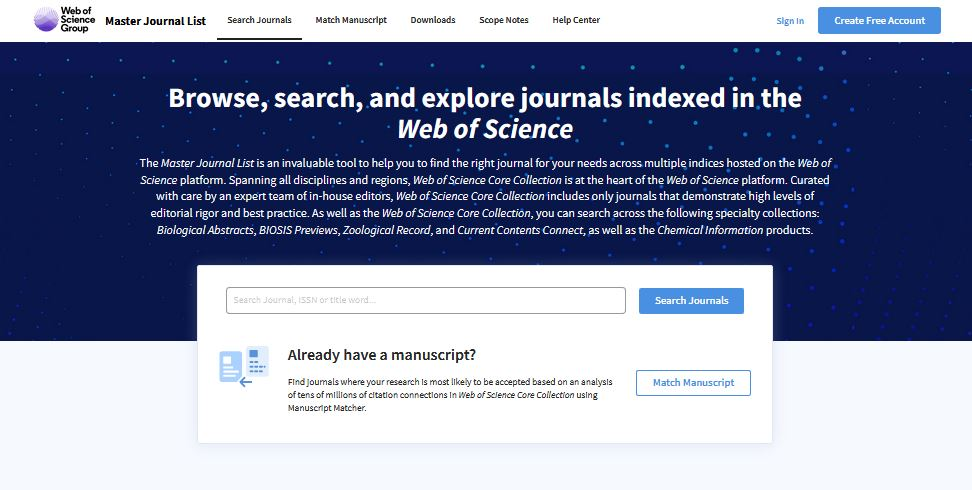 Web of
Science
Group
Master Journal List
Search Journals
Match Manuscript
Downloads
Scope Notes
Help Center
Sign In
Create Free Account
Browse, search, and explore journals indexed in the
Web of Science
The Master Journal List is an invaluable tool to help you to find the right journal for your needs across multiple indices hosted on the Web of
Science platform. Spanning all disciplines and regions, Web of Science Core Collection is at the heart of the Web of Science platform. Curated
with care by an expert team of in-house editors, Web of Science Core Collection includes only journals that demonstrate high levels of
editorial rigor and best practice. As well as the Web of Science Core Collection, you can search across the following specialty collections:
Biological Abstracts, BIOSIS Previews, Zoological Record, and Current Contents Connect, as well as the Chemical Information products.
Search Journal, ISSN or title word...
Search Journals
Already have a manuscript?
Find journals where your research is most likely to be accepted based on an analysis
of tens of millions of citation connections in Web of Science Core Collection using
Manuscript Matcher.
Match Manuscript